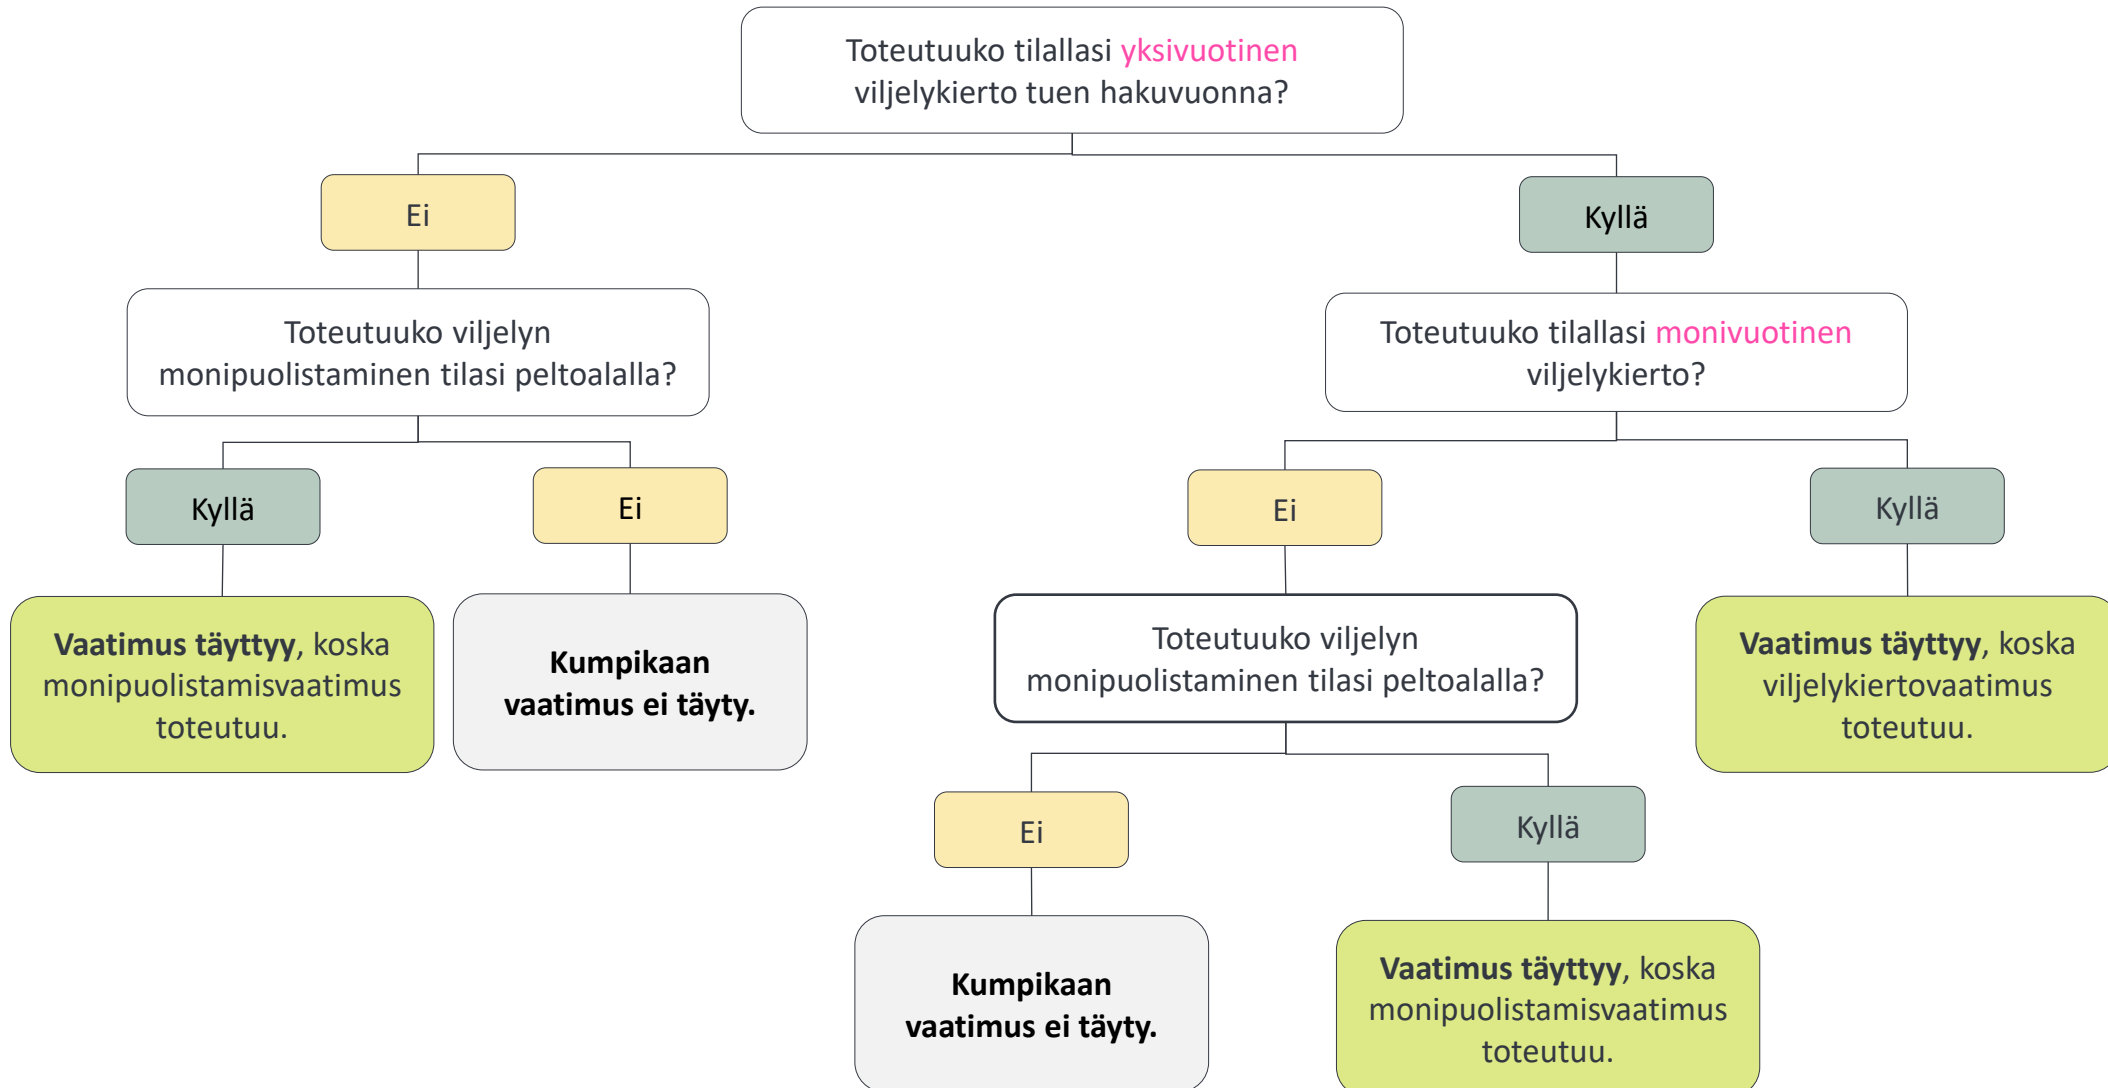 Toteutuuko tilallasi yksivuotinen
viljelykierto tuen hakuvuonna?
Ei
Kyllä
Toteutuuko viljelyn
monipuolistaminen tilasi peltoalalla?
Toteutuuko tilallasi monivuotinen
viljelykierto?
Kyllä
Ei
Ei
Kyllä
Vaatimus täyttyy, koska
monipuolistamisvaatimus
toteutuu.
Kumpikaan
vaatimus ei täyty.
Toteutuuko viljelyn
monipuolistaminen tilasi peltoalalla?
Vaatimus täyttyy, koska
viljelykiertovaatimus
toteutuu.
Ei
Kyllä
Kumpikaan
vaatimus ei täyty.
Vaatimus täyttyy, koska
monipuolistamisvaatimus
toteutuu.